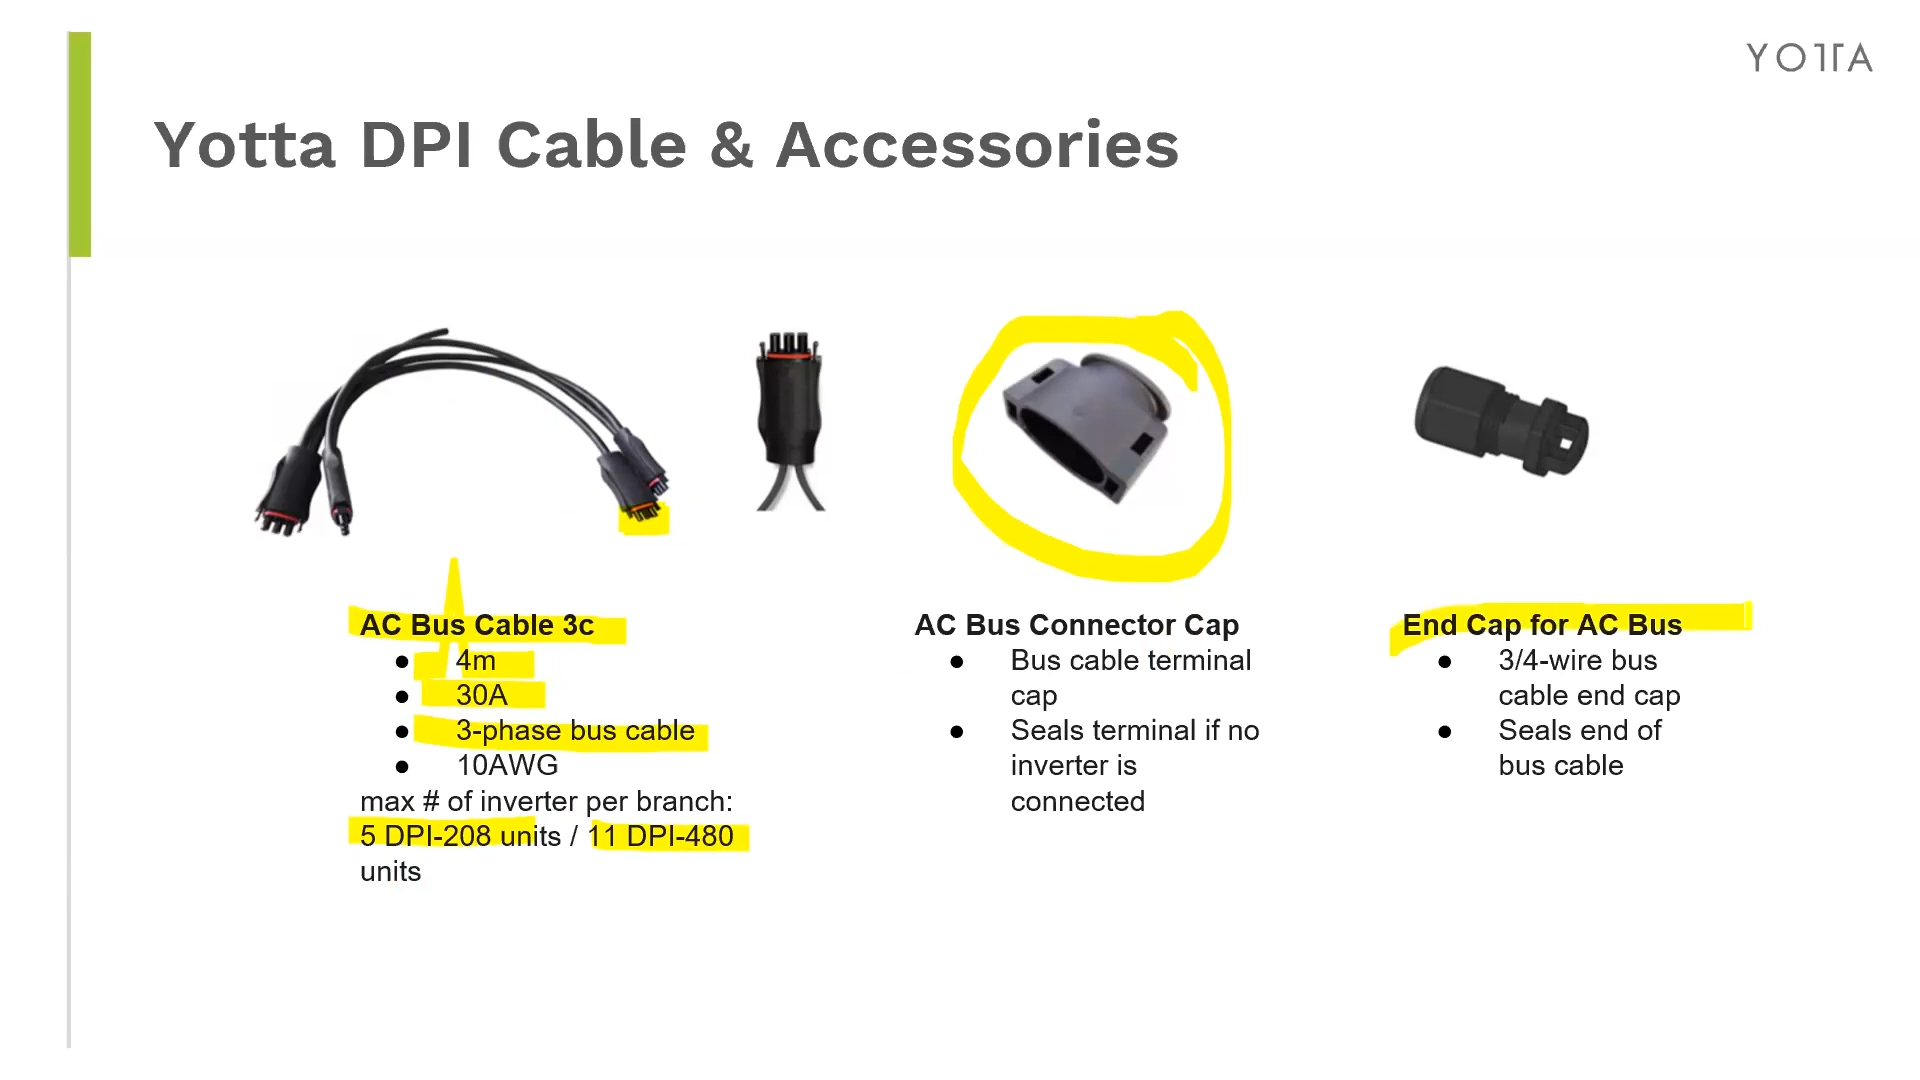 YOTTA
Yotta DPI Cable & Accessories
AC Bus Cable 3c
● 4m
● 30A
● 3-phase bus cable
● 10AWG
max # of inverter per branch:
5 DPI-208 units / 11 DPI-480
units
AC Bus Connector Cap
● Bus cable terminal
cap
● Seals terminal if no
inverter is
connected
End Cap for AC Bus
● 3/4-wire bus
cable end cap
● Seals end of
bus cable